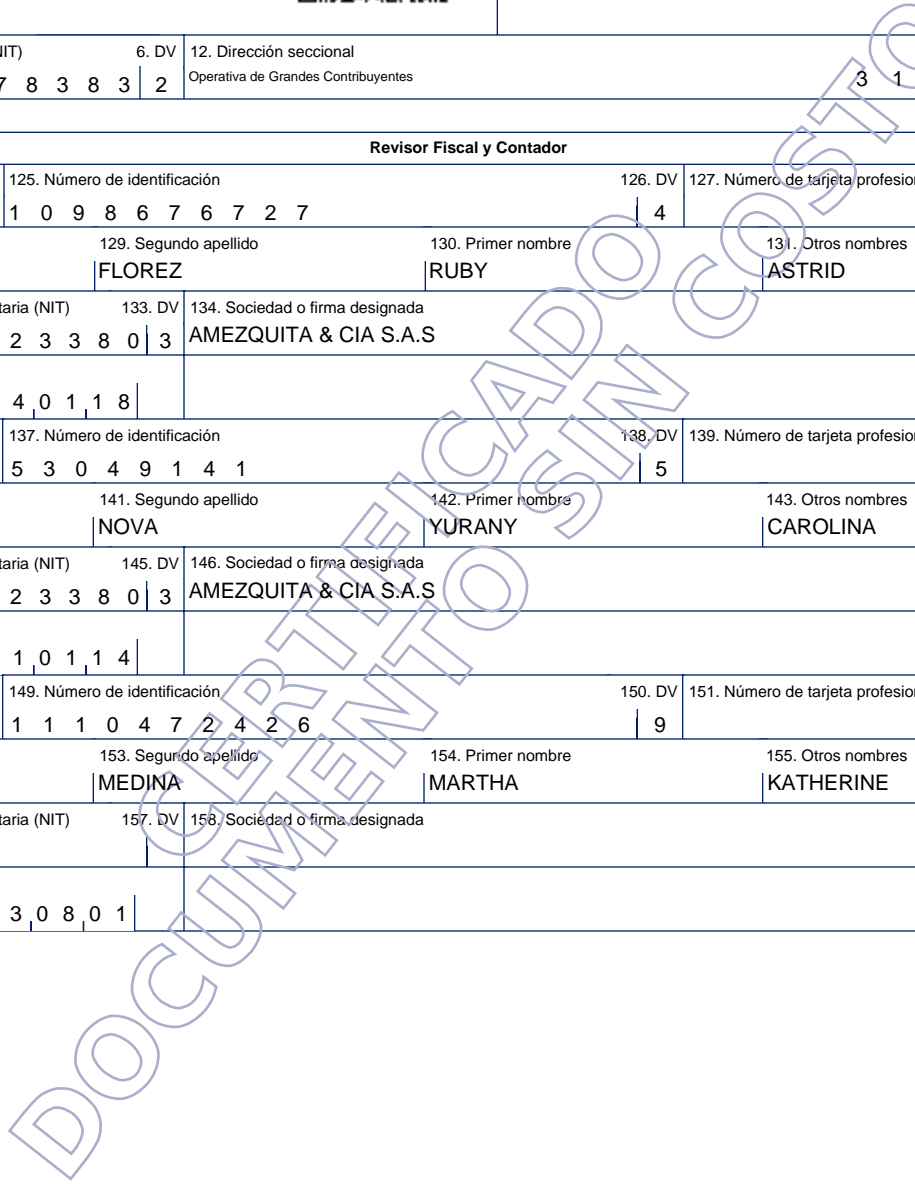 NIT) 6. DV 12. Dirección seccional
7 8 3 8 3 2 Operativa de Grandes Contribuyentes 3 1
Revisor Fiscal y Contador
125. Número de identificación 126. DV 127. Número de tarjeta profesion
1 0 9 8 6 7 6 7 2 7 4
129. Segundo apellido 130. Primer nombre 131. Otros nombres
FLOREZ RUBY ASTRID
taria (NIT) 133. DV 134. Sociedad o firma designada
2 3 3 8 0 3 AMEZQUITA & CIA S.A.S
4 0 1 1 8
137. Número de identificación 138. DV 139. Número de tarjeta profesion
5 3 0 4 9 1 4 1 5
141. Segundo apellido 142. Primer nombre 143. Otros nombres
NOVA YURANY CAROLINA
taria (NIT) 145. DV 146. Sociedad o firma designada
2 3 3 8 0 3 AMEZQUITA & CIA S.A.S
1 0 1 1 4
149. Número de identificación 150. DV 151. Número de tarjeta profesion
1 1 1 0 4 7 2 4 2 6 9
153. Segundo apellido 154. Primer nombre 155. Otros nombres
MEDINA MARTHA KATHERINE
taria (NIT) 157. DV 158. Sociedad o firma designada
3 0 8 0 1
CERTIFICADO
DOCUMENTO SIN COSTO